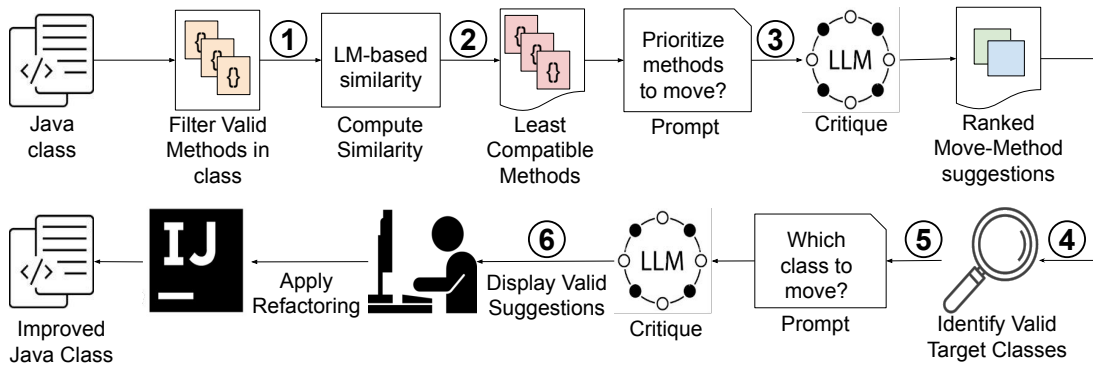 </>
Java
class
{}
{}
{}
Filter Valid
Methods in
class
1
LM-based
similarity
Compute
Similarity
2
{}
{}
{}
Least
Compatible
Methods
Prioritize
methods
to move?
Prompt
3
LLM
Critique
Ranked
Move-Method
suggestions
</>
Improved
Java Class
IJ
Apply
Refactoring
6
Display Valid
Suggestions
LLM
Critique
Which
class to
move?
Prompt
5
Identify Valid
Target Classes
4